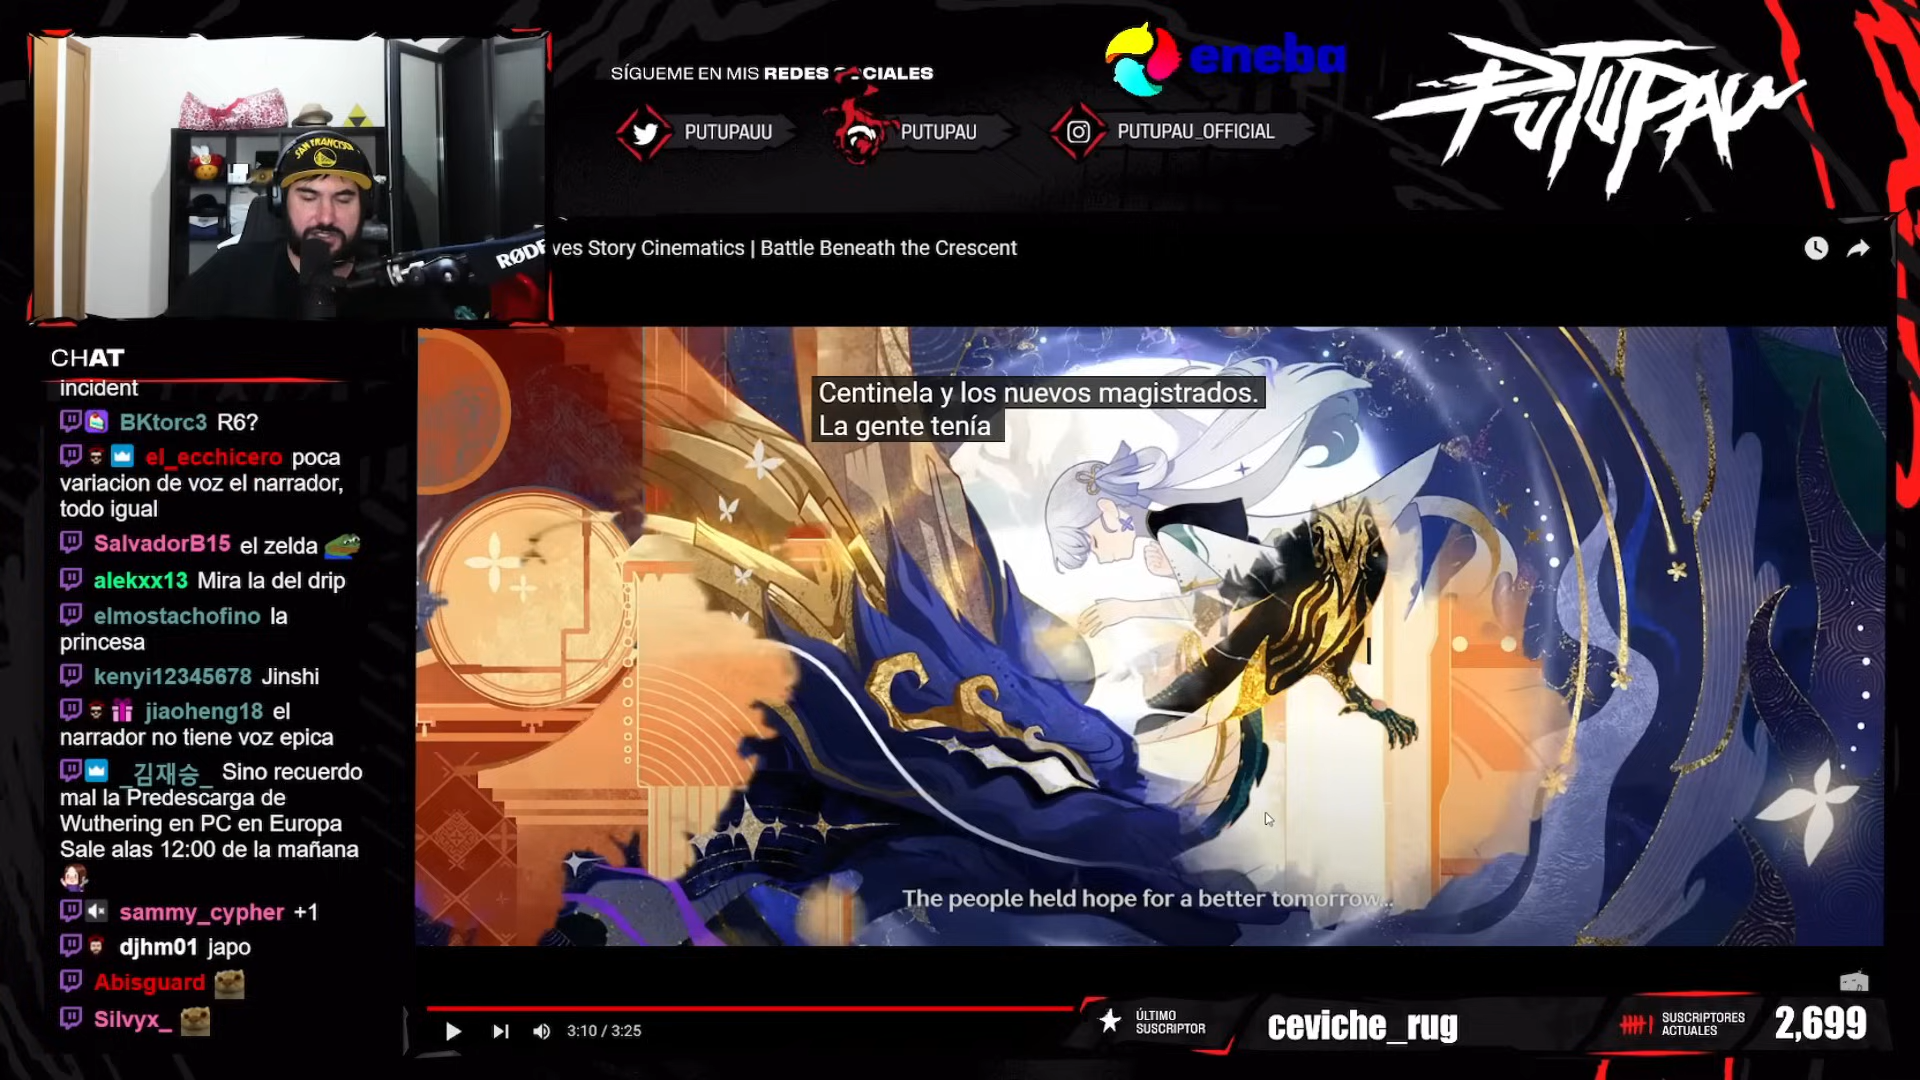 SAN FRANCISCO
RØDE
SÍGUEME EN MIS REDES SOCIALES
PUTUPAUU
PUTUPAU
PUTUPAU_OFFICIAL
eneba
PUTUPAU
ves Story Cinematics | Battle Beneath the Crescent
CHAT
incident
BKtorc3 R6?
el_ecchicero poca
variacion de voz el narrador,
todo igual
SalvadorB15 el zelda
alekxx13 Mira la del drip
elmostachofino la
princesa
kenyi12345678 Jinshi
jiaoheng18 el
narrador no tiene voz epica
_김재승_ Sino recuerdo
mal la Predescarga de
Wuthering en PC en Europa
Sale alas 12:00 de la mañana
sammy_cypher +1
djhm01 japo
Abisguard
Silvyx_
Centinela y los nuevos magistrados.
La gente tenía
The people held hope for a better tomorrow...
3:10 / 3:25
ÚLTIMO
SUSCRIPTOR
ceviche_rug
SUSCRIPTORES
ACTUALES
2,699